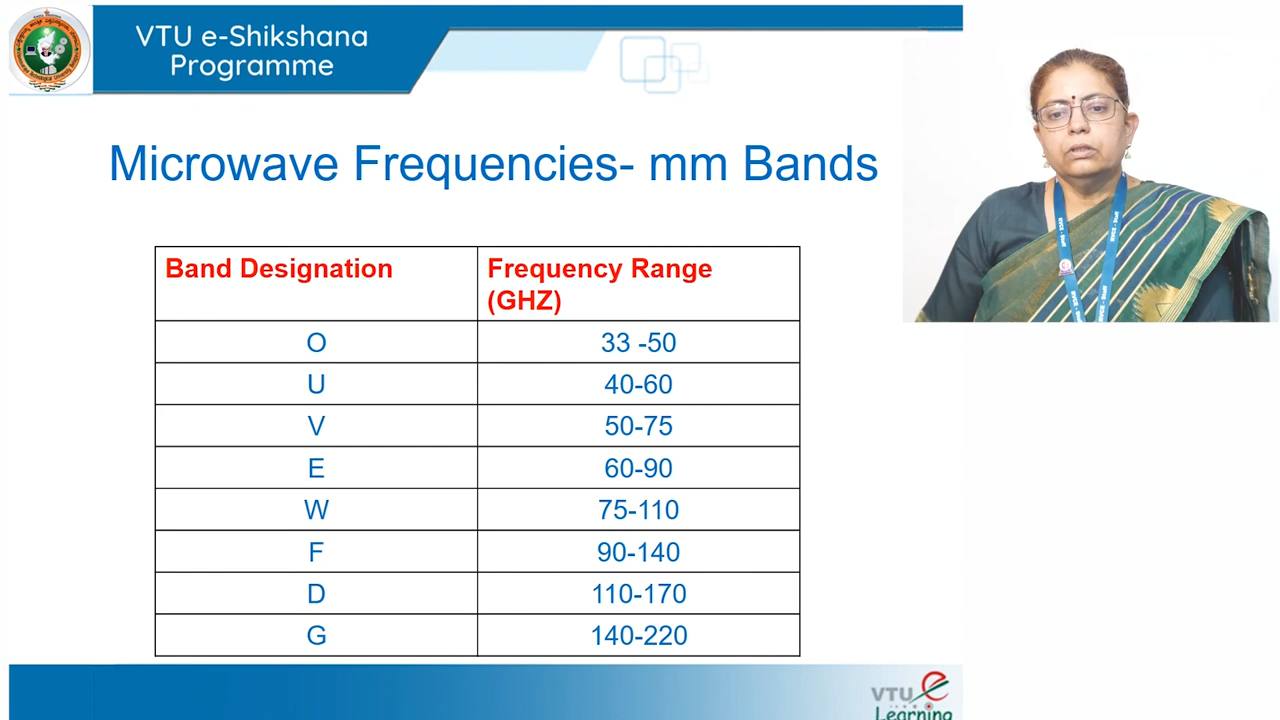 VTU e-Shikshana
Programme
Microwave Frequencies- mm Bands
Band Designation Frequency Range
(GHZ)
O 33 -50
U 40-60
V 50-75
E 60-90
W 75-110
F 90-140
D 110-170
G 140-220
VTU e
Learning